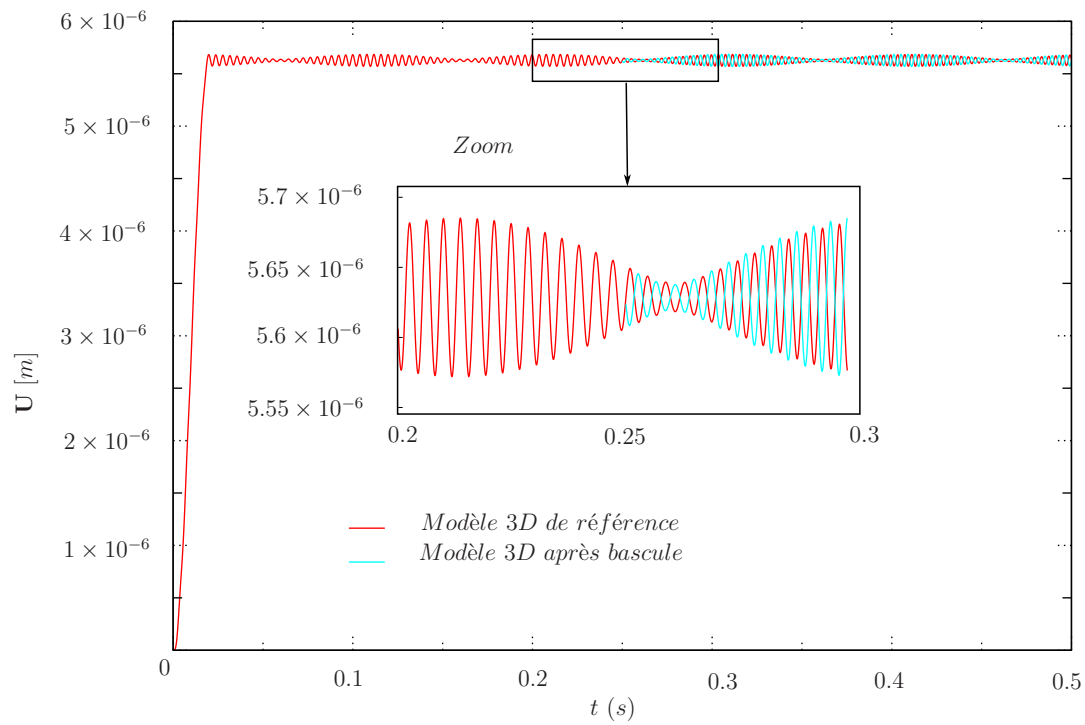 6 × 10⁻⁶
5 × 10⁻⁶
4 × 10⁻⁶
3 × 10⁻⁶
2 × 10⁻⁶
1 × 10⁻⁶
0
U [m]
Zoom
5.7 × 10⁻⁶
5.65 × 10⁻⁶
5.6 × 10⁻⁶
5.55 × 10⁻⁶
0.2 0.25 0.3
Modèle 3D de référence
Modèle 3D après bascule
0.1 0.2 0.3 0.4 0.5
t (s)